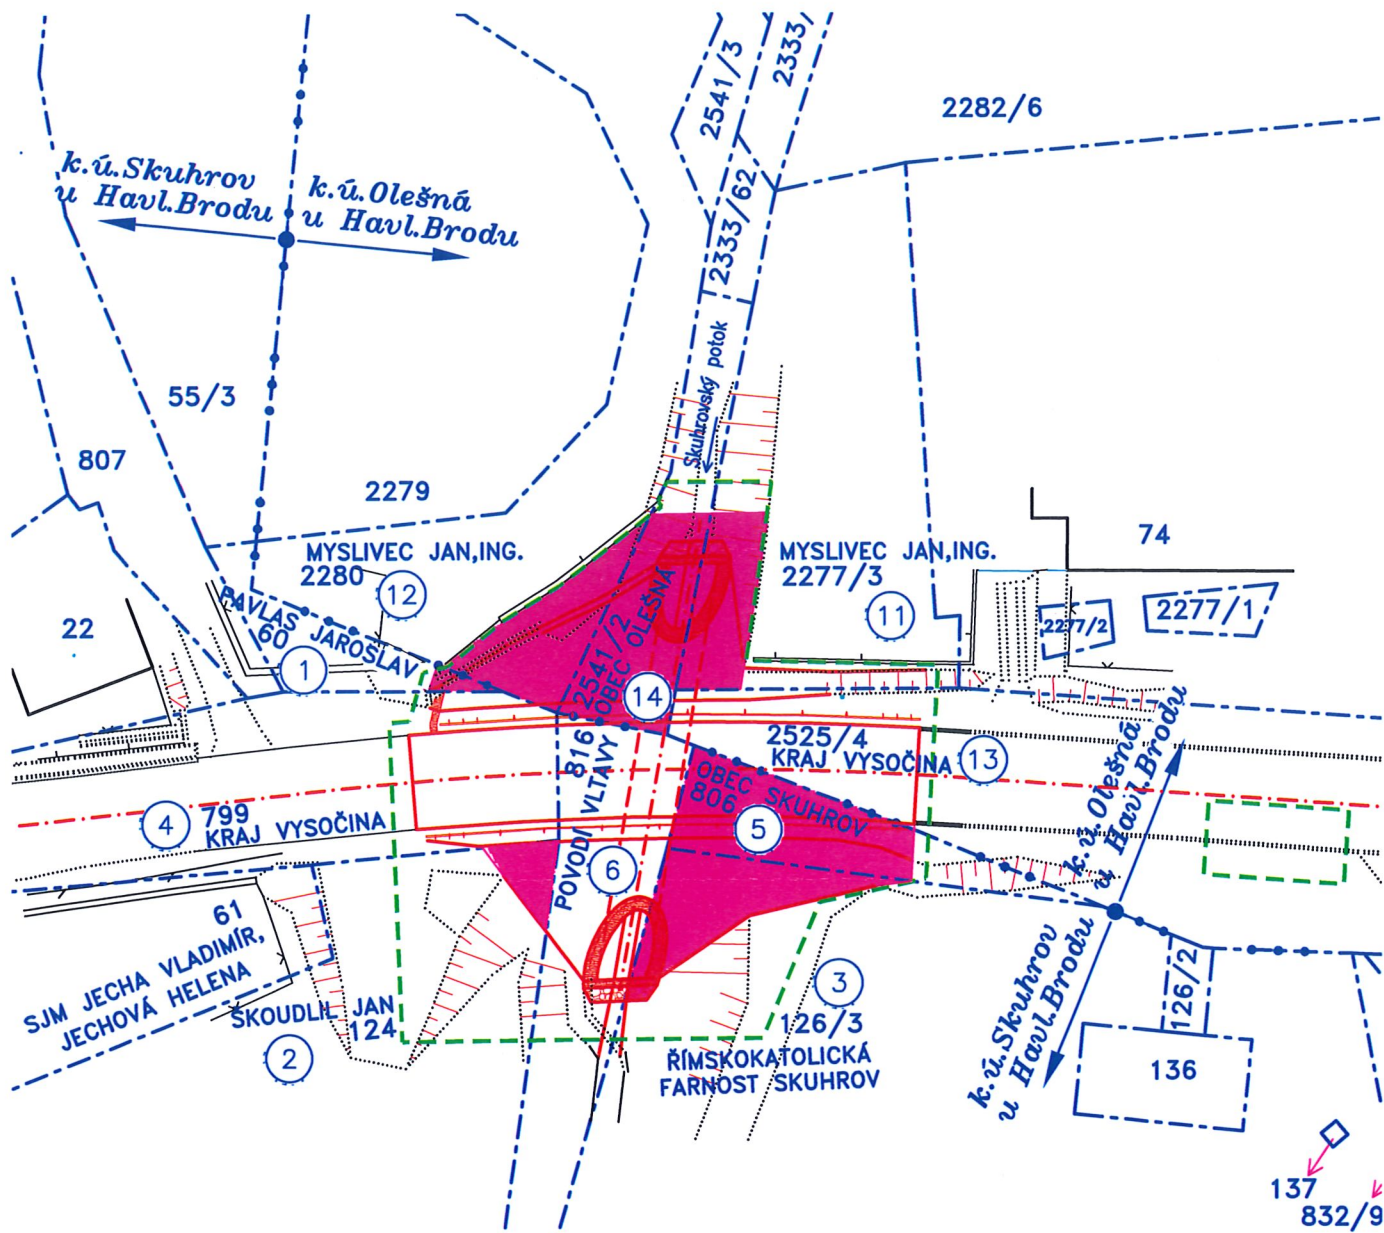 2541/3
2333/
2282/6
k.ú.Skuhrov
u Havl.Brodu
k.ú.Olešná
u Havl.Brodu
2333/62
Skuhrovský potok
55/3
807
2279
74
MYSLIVEC JAN,ING.
2280
12
MYSLIVEC JAN,ING.
2277/3
11
2277/2
2277/1
22
PAVLAS JAROSLAV
60
1
2541/2
OBEC OLEŠNÁ
14
816
POVODÍ VLTAVY
6
2525/4
KRAJ VYSOČINA
13
OBEC SKUHROV
806
5
4
799
KRAJ VYSOČINA
k.ú.Olešná
u Havl.Brodu
k.ú.Skuhrov
u Havl.Brodu
61
SJM JECHA VLADIMÍR,
JECHOVÁ HELENA
ŠKOUDLIL JAN
124
2
3
126/3
ŘÍMSKOKATOLICKÁ
FARNOST SKUHROV
126/2
136
137
832/9